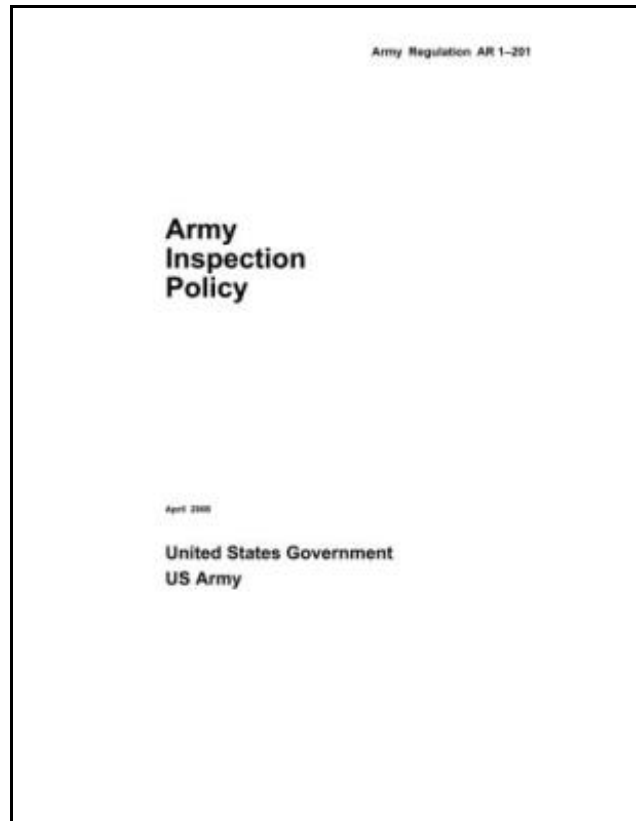 Army Regulation AR 1–201
Army
Inspection
Policy
April
United States Government
US Army